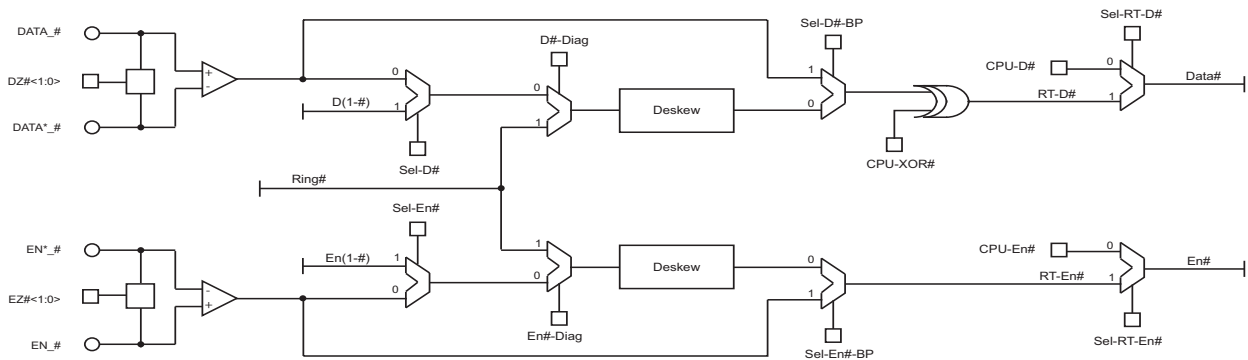 Sel-RT-D#
Sel-D#-BP
DATA_#
D#-Diag
CPU-D#
0
DZ#<1:0>
+
-
0
0
1
Data#
D(1-#)
1
Deskew
0
RT-D#
1
DATA*_#
1
Sel-D#
CPU-XOR#
Ring#
Sel-En#
EN*_#
1
CPU-En#
0
En(1-#)
1
Deskew
0
En#
EZ#<1:0>
-
+
0
0
1
RT-En#
1
EN_#
En#-Diag
Sel-En#-BP
Sel-RT-En#